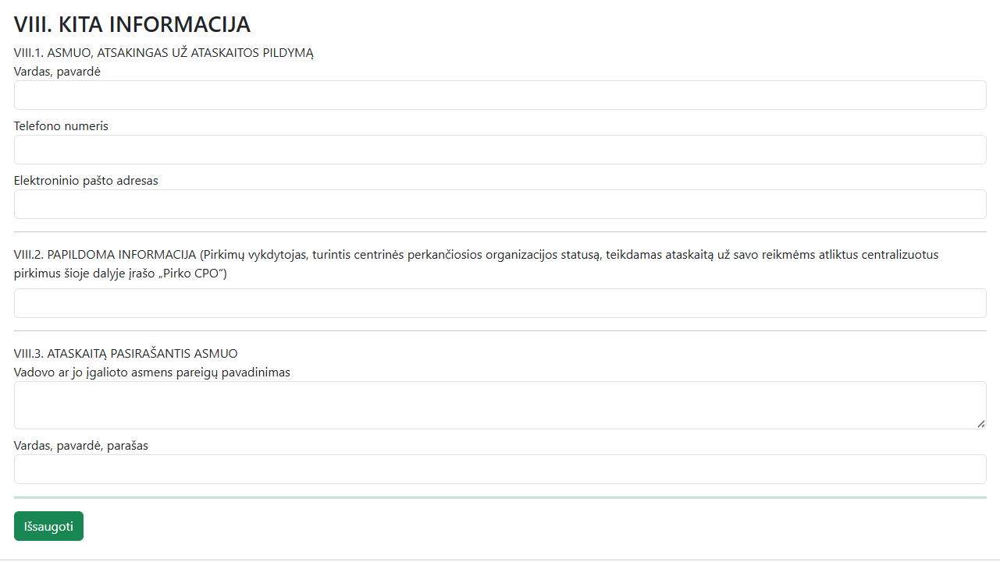 VIII. KITA INFORMACIJA
VIII.1. ASMUO, ATSAKINGAS UŽ ATASKAITOS PILDYMĄ
Vardas, pavardė
Telefono numeris
Elektroninio pašto adresas
VIII.2. PAPILDOMA INFORMACIJA (Pirkimų vykdytojas, turintis centrinės perkančiosios organizacijos statusą, teikdamas ataskaitą už savo reikmėms atliktus centralizuotus
pirkimus šioje dalyje įrašo „Pirko CPO“)
VIII.3. ATASKAITĄ PASIRAŠANTIS ASMUO
Vadovo ar jo įgalioto asmens pareigų pavadinimas
Vardas, pavardė, parašas
Išsaugoti